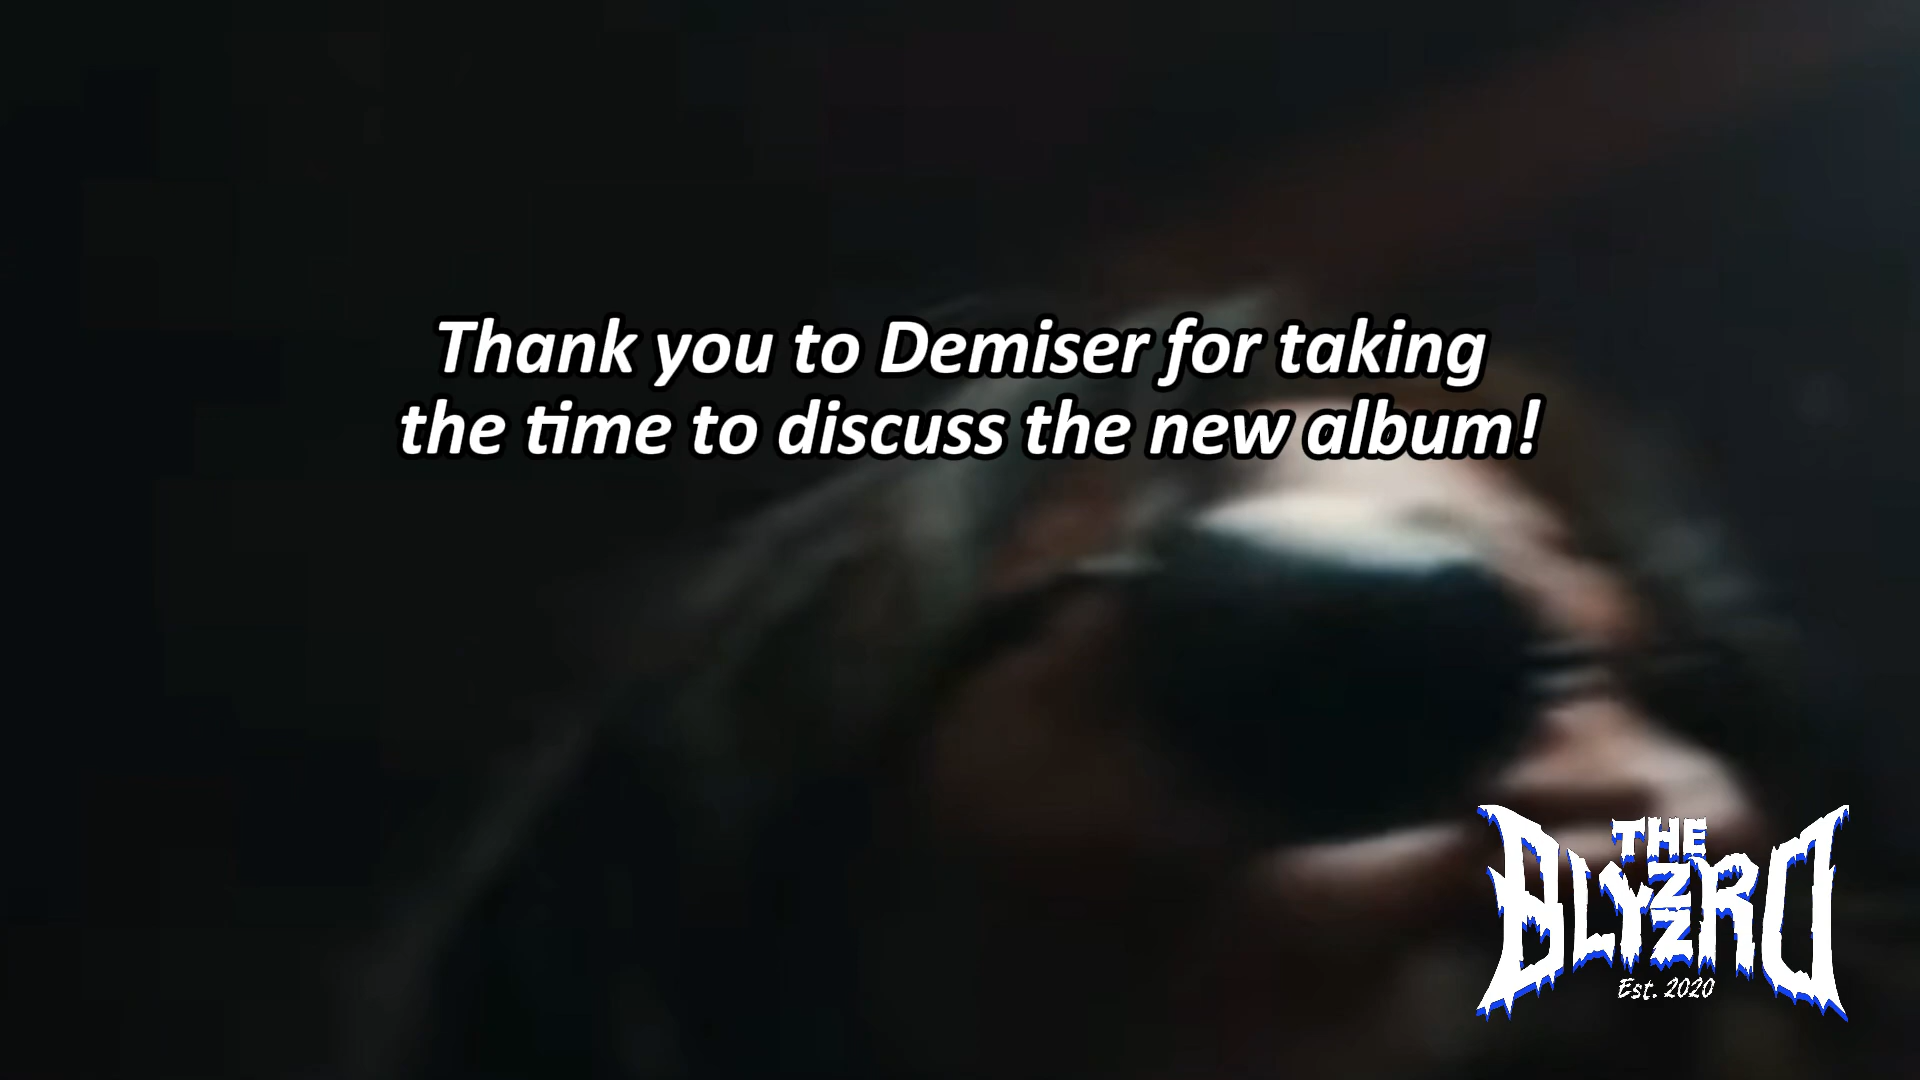 Thank you to Demiser for taking
the time to discuss the new album!
THE
BLYZZRD
Est. 2020